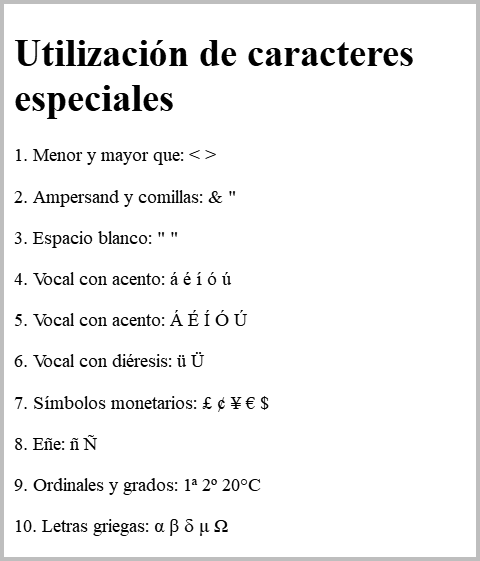 Utilización de caracteres
especiales
1. Menor y mayor que: < >
2. Ampersand y comillas: & "
3. Espacio blanco: " "
4. Vocal con acento: á é í ó ú
5. Vocal con acento: Á É Í Ó Ú
6. Vocal con diéresis: ü Ü
7. Símbolos monetarios: £ ¢ ¥ € $
8. Eñe: ñ Ñ
9. Ordinales y grados: 1ª 2º 20°C
10. Letras griegas: α β δ μ Ω